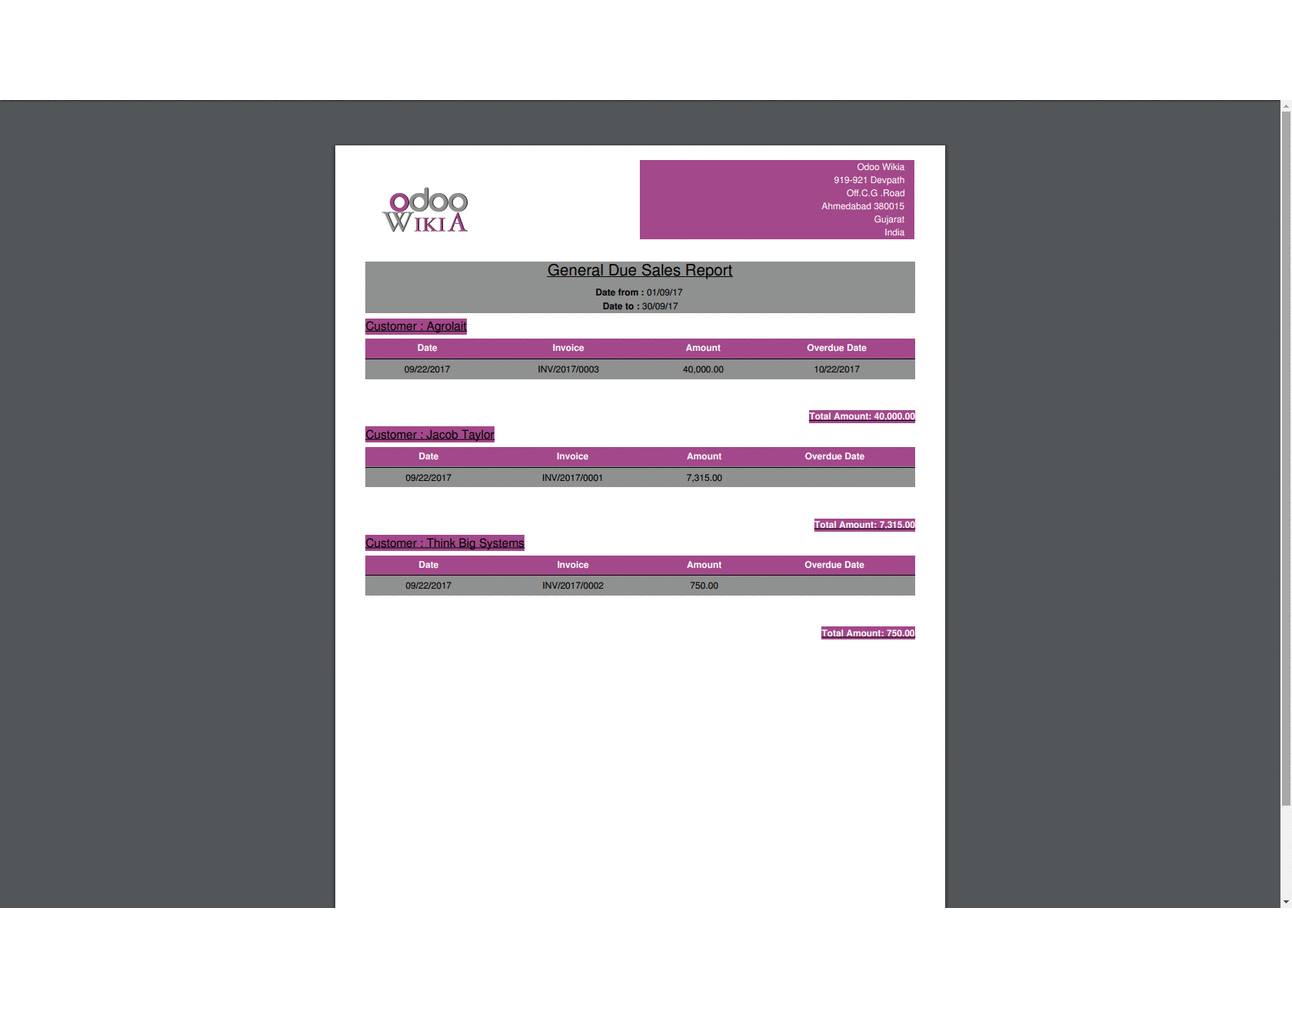 odoo
WIKIA
Odoo Wikia
919-921 Devpath
Off.C.G .Road
Ahmedabad 380015
Gujarat
India
General Due Sales Report
Date from : 01/09/17
Date to : 30/09/17
Customer : Agrolait
Date Invoice Amount Overdue Date
09/22/2017 INV/2017/0003 40,000.00 10/22/2017
Total Amount: 40,000.00
Customer : Jacob Taylor
Date Invoice Amount Overdue Date
09/22/2017 INV/2017/0001 7,315.00
Total Amount: 7,315.00
Customer : Think Big Systems
Date Invoice Amount Overdue Date
09/22/2017 INV/2017/0002 750.00
Total Amount: 750.00